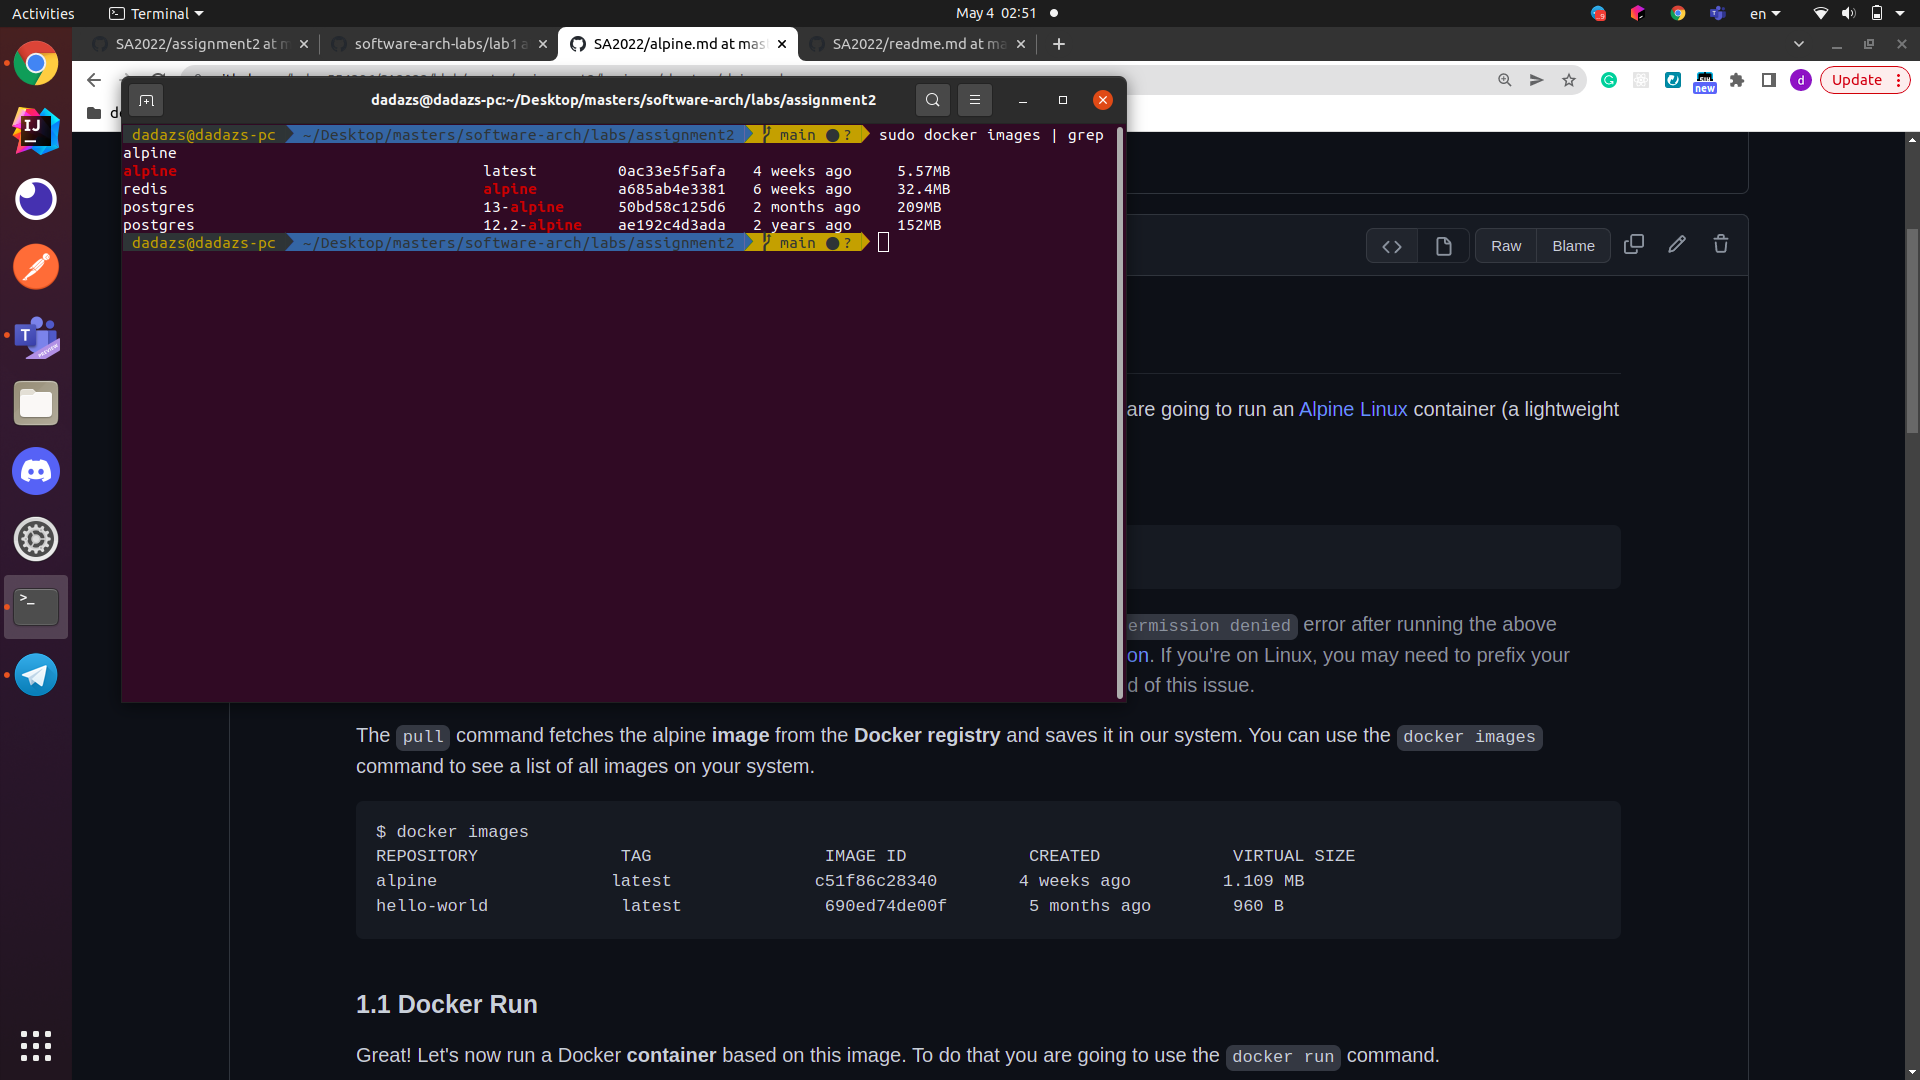 Activities
Terminal
May 4 02:51
en
SA2022/assignment2 at m
software-arch-labs/lab1 a
SA2022/alpine.md at mas
SA2022/readme.md at ma
new
d
Update
dadazs@dadazs-pc:~/Desktop/masters/software-arch/labs/assignment2
dadazs@dadazs-pc ~/Desktop/masters/software-arch/labs/assignment2 main ●? sudo docker images | grep
alpine
alpine latest 0ac33e5f5afa 4 weeks ago 5.57MB
redis alpine a685ab4e3381 6 weeks ago 32.4MB
postgres 13-alpine 50bd58c125d6 2 months ago 209MB
postgres 12.2-alpine ae192c4d3ada 2 years ago 152MB
dadazs@dadazs-pc ~/Desktop/masters/software-arch/labs/assignment2 main ●?
Raw
Blame
are going to run an Alpine Linux container (a lightweight
ermission denied error after running the above
on. If you're on Linux, you may need to prefix your
d of this issue.
The pull command fetches the alpine image from the Docker registry and saves it in our system. You can use the docker images
command to see a list of all images on your system.
$ docker images
REPOSITORY TAG IMAGE ID CREATED VIRTUAL SIZE
alpine latest c51f86c28340 4 weeks ago 1.109 MB
hello-world latest 690ed74de00f 5 months ago 960 B
1.1 Docker Run
Great! Let's now run a Docker container based on this image. To do that you are going to use the docker run command.